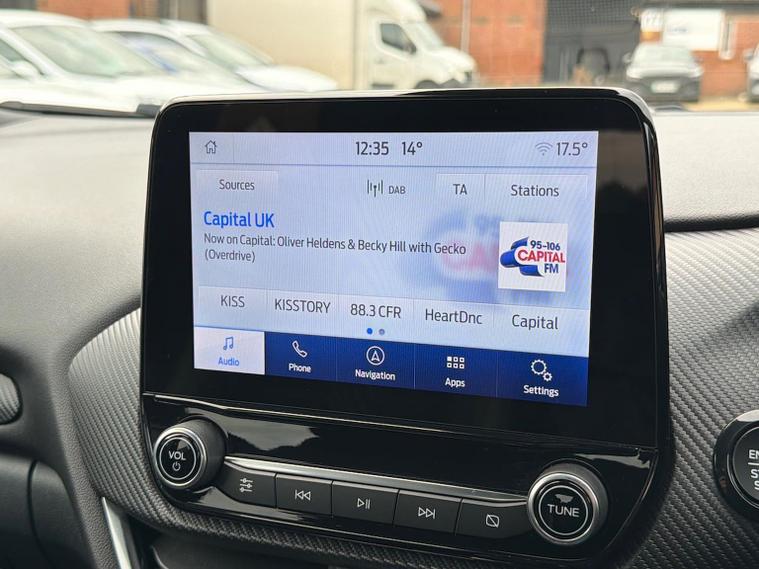 12:35 14°
17.5°
Sources
DAB
TA
Stations
Capital UK
Now on Capital: Oliver Heldens & Becky Hill with Gecko
(Overdrive)
95-106
CAPITAL
FM
KISS
KISSTORY
88.3 CFR
HeartDnc
Capital
Audio
Phone
Navigation
Apps
Settings
VOL
TUNE